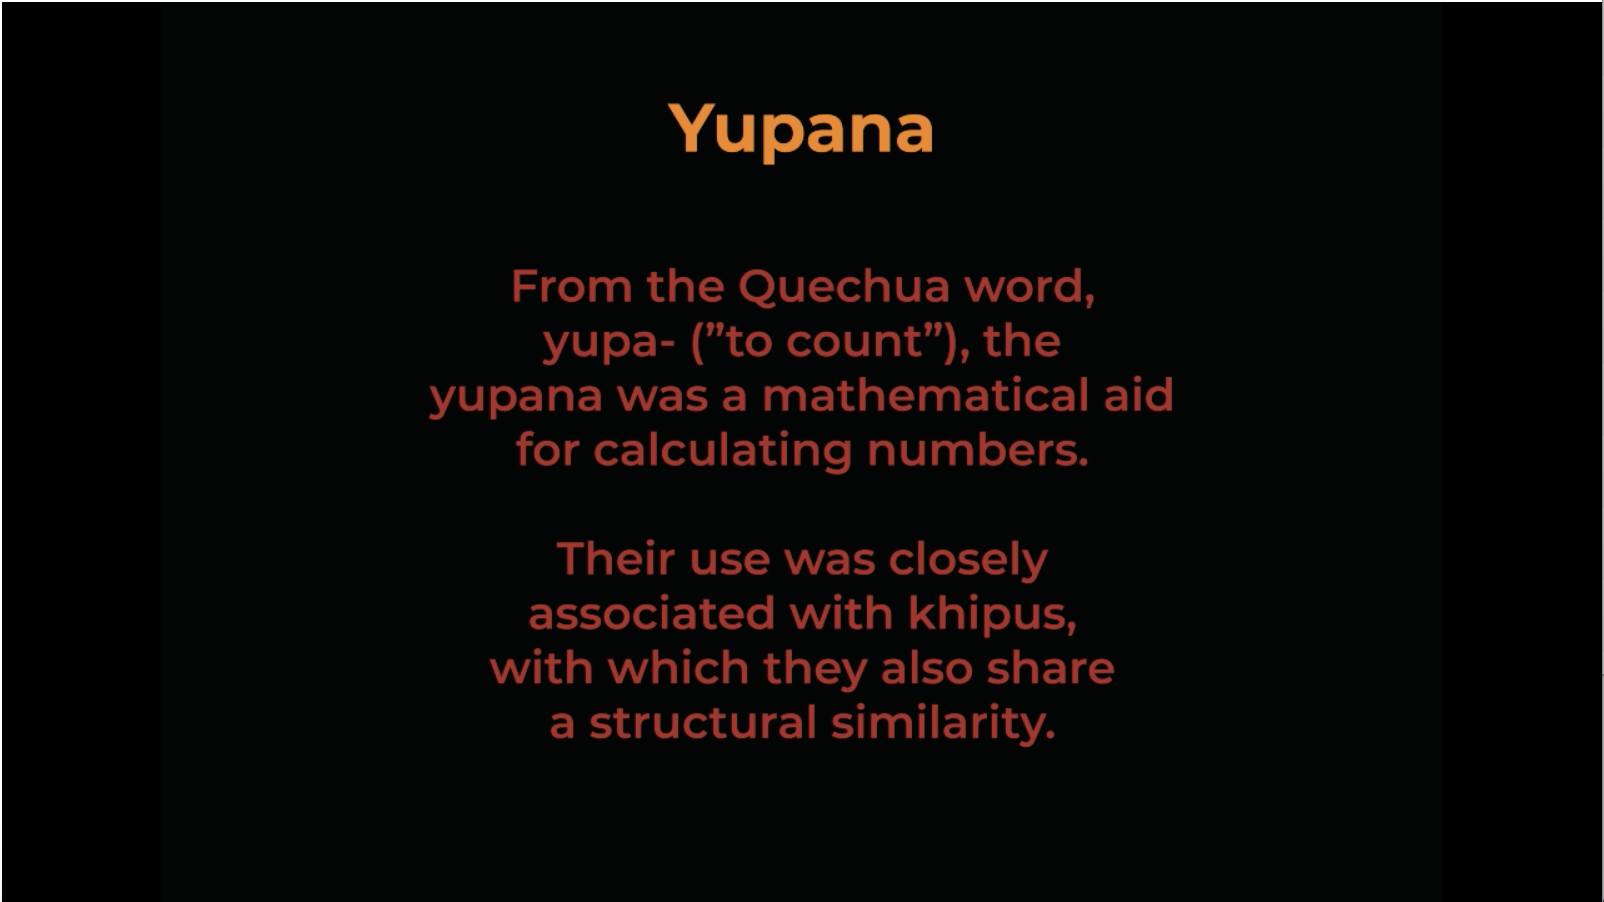 Yupana
From the Quechua word,
yupa- (”to count”), the
yupana was a mathematical aid
for calculating numbers.
Their use was closely
associated with khipus,
with which they also share
a structural similarity.